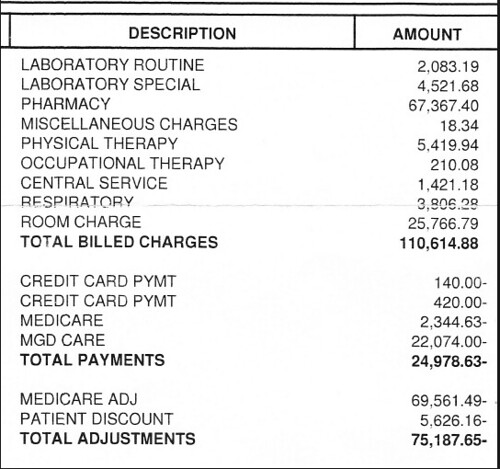 DESCRIPTION AMOUNT
LABORATORY ROUTINE 2,083.19
LABORATORY SPECIAL 4,521.68
PHARMACY 67,367.40
MISCELLANEOUS CHARGES 18.34
PHYSICAL THERAPY 5,419.94
OCCUPATIONAL THERAPY 210.08
CENTRAL SERVICE 1,421.18
RESPIRATORY 3,806.28
ROOM CHARGE 25,766.79
TOTAL BILLED CHARGES 110,614.88
CREDIT CARD PYMT 140.00-
CREDIT CARD PYMT 420.00-
MEDICARE 2,344.63-
MGD CARE 22,074.00-
TOTAL PAYMENTS 24,978.63-
MEDICARE ADJ 69,561.49-
PATIENT DISCOUNT 5,626.16-
TOTAL ADJUSTMENTS 75,187.65-